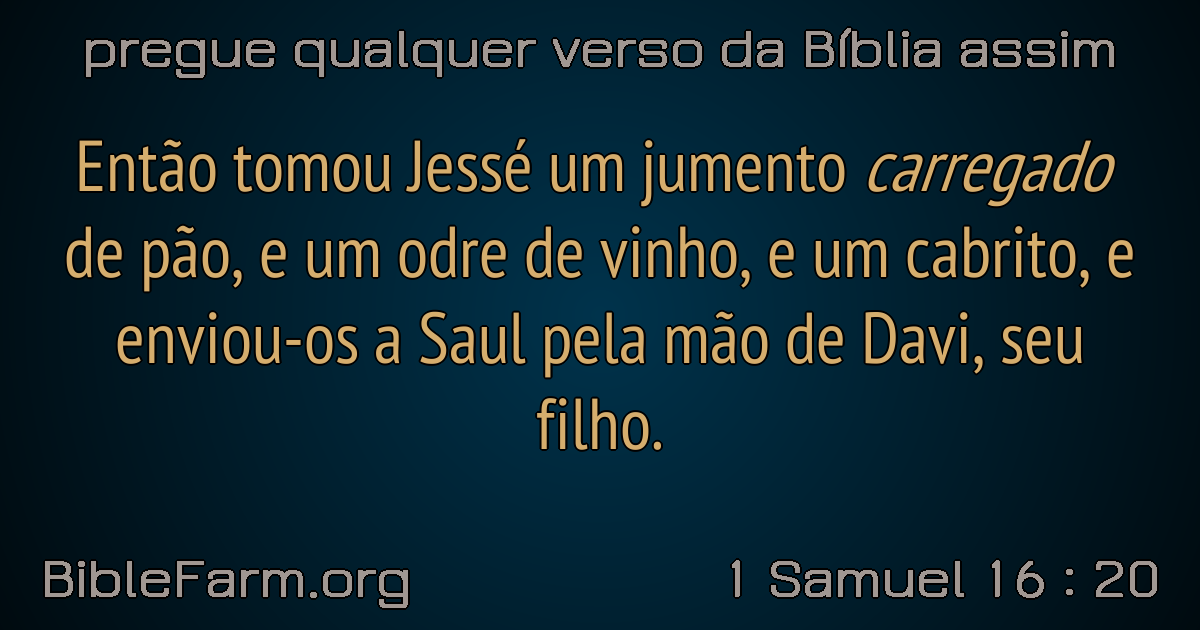 pregue qualquer verso da Bíblia assim
Então tomou Jessé um jumento carregado
de pão, e um odre de vinho, e um cabrito, e
enviou-os a Saul pela mão de Davi, seu
filho.
BibleFarm.org
1 Samuel 16 : 20